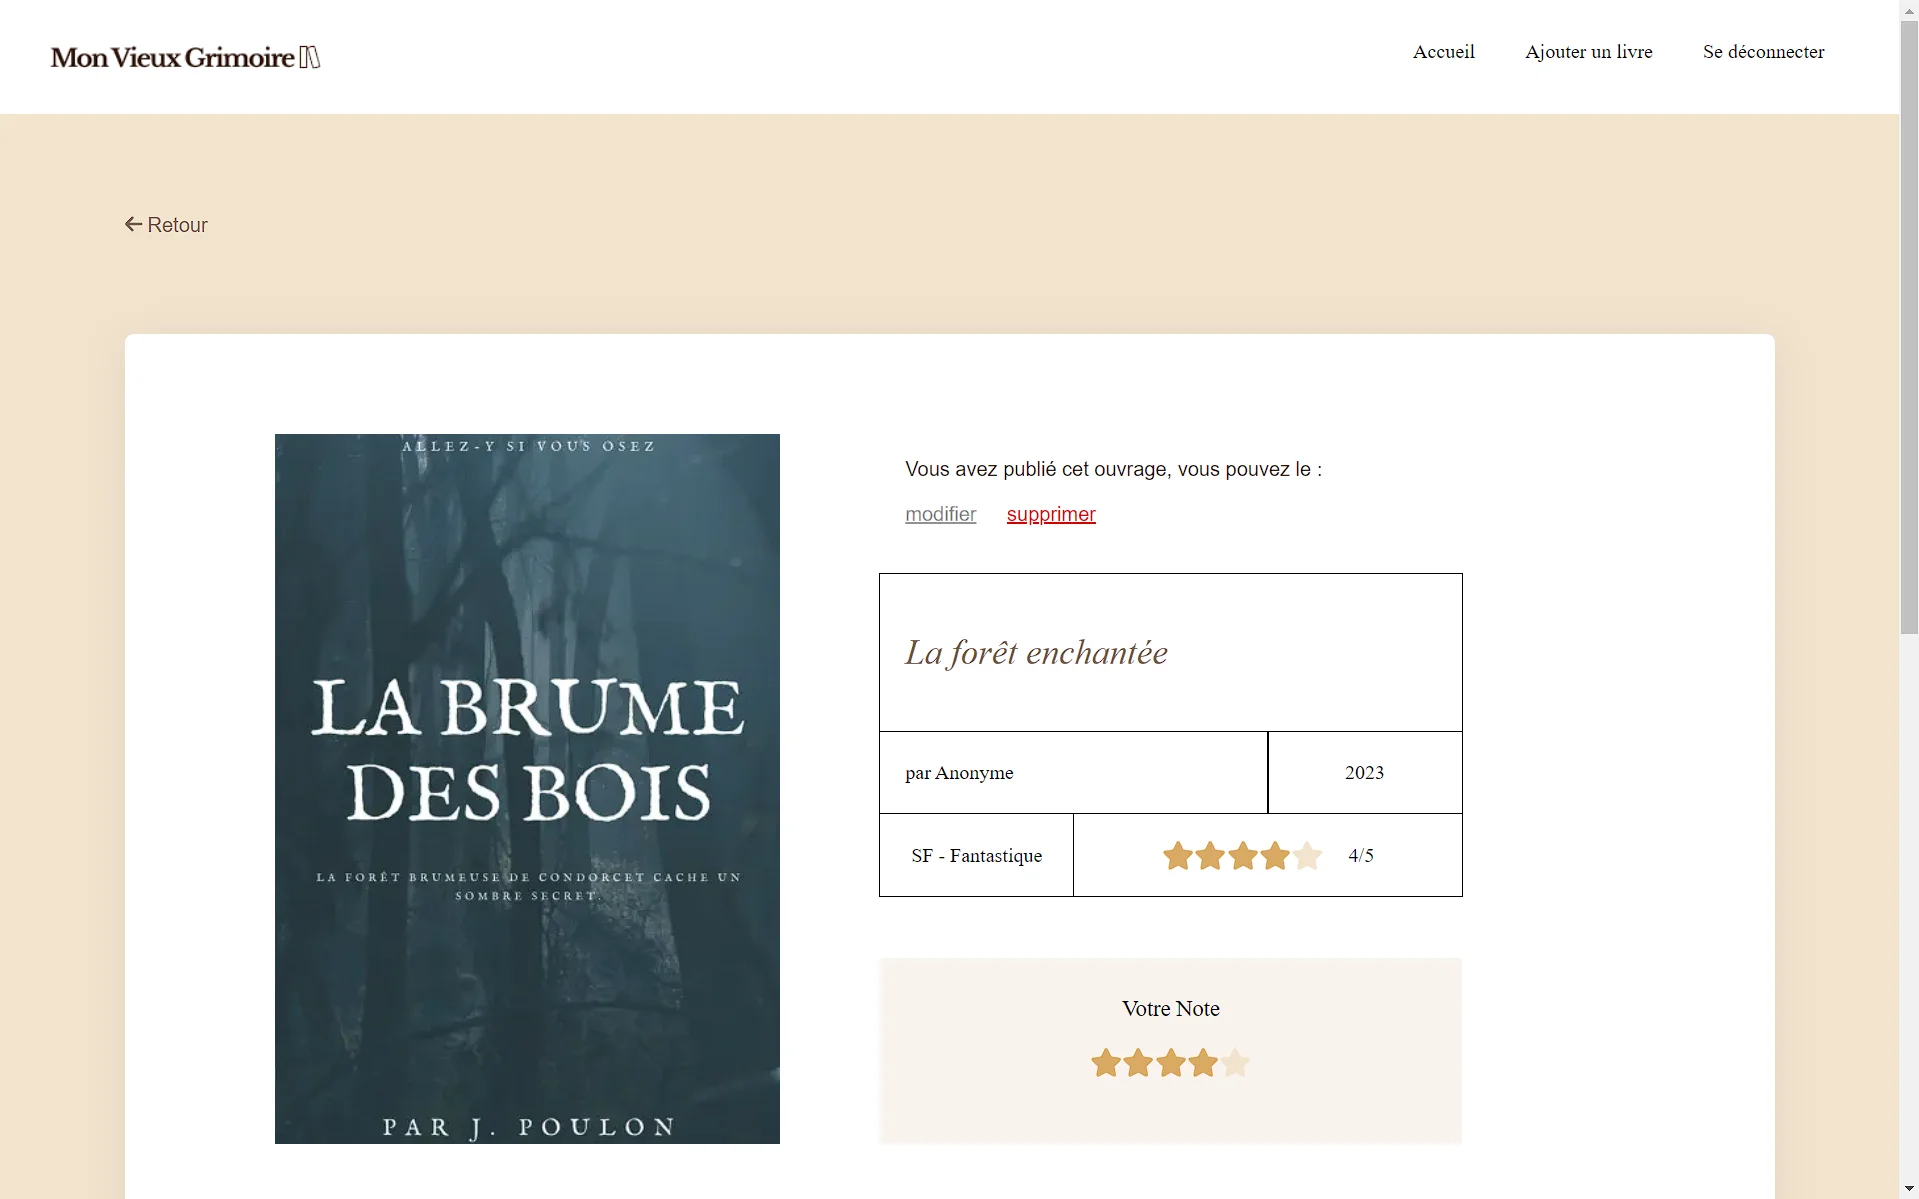 Mon Vieux Grimoire
Accueil
Ajouter un livre
Se déconnecter
Retour
ALLEZ-Y SI VOUS OSEZ
LA BRUME
DES BOIS
LA FORÊT BRUMEUSE DE CONDORCET CACHE UN
SOMBRE SECRET.
PAR J. POULON
Vous avez publié cet ouvrage, vous pouvez le :
modifier
supprimer
La forêt enchantée
par Anonyme
2023
SF - Fantastique
4/5
Votre Note